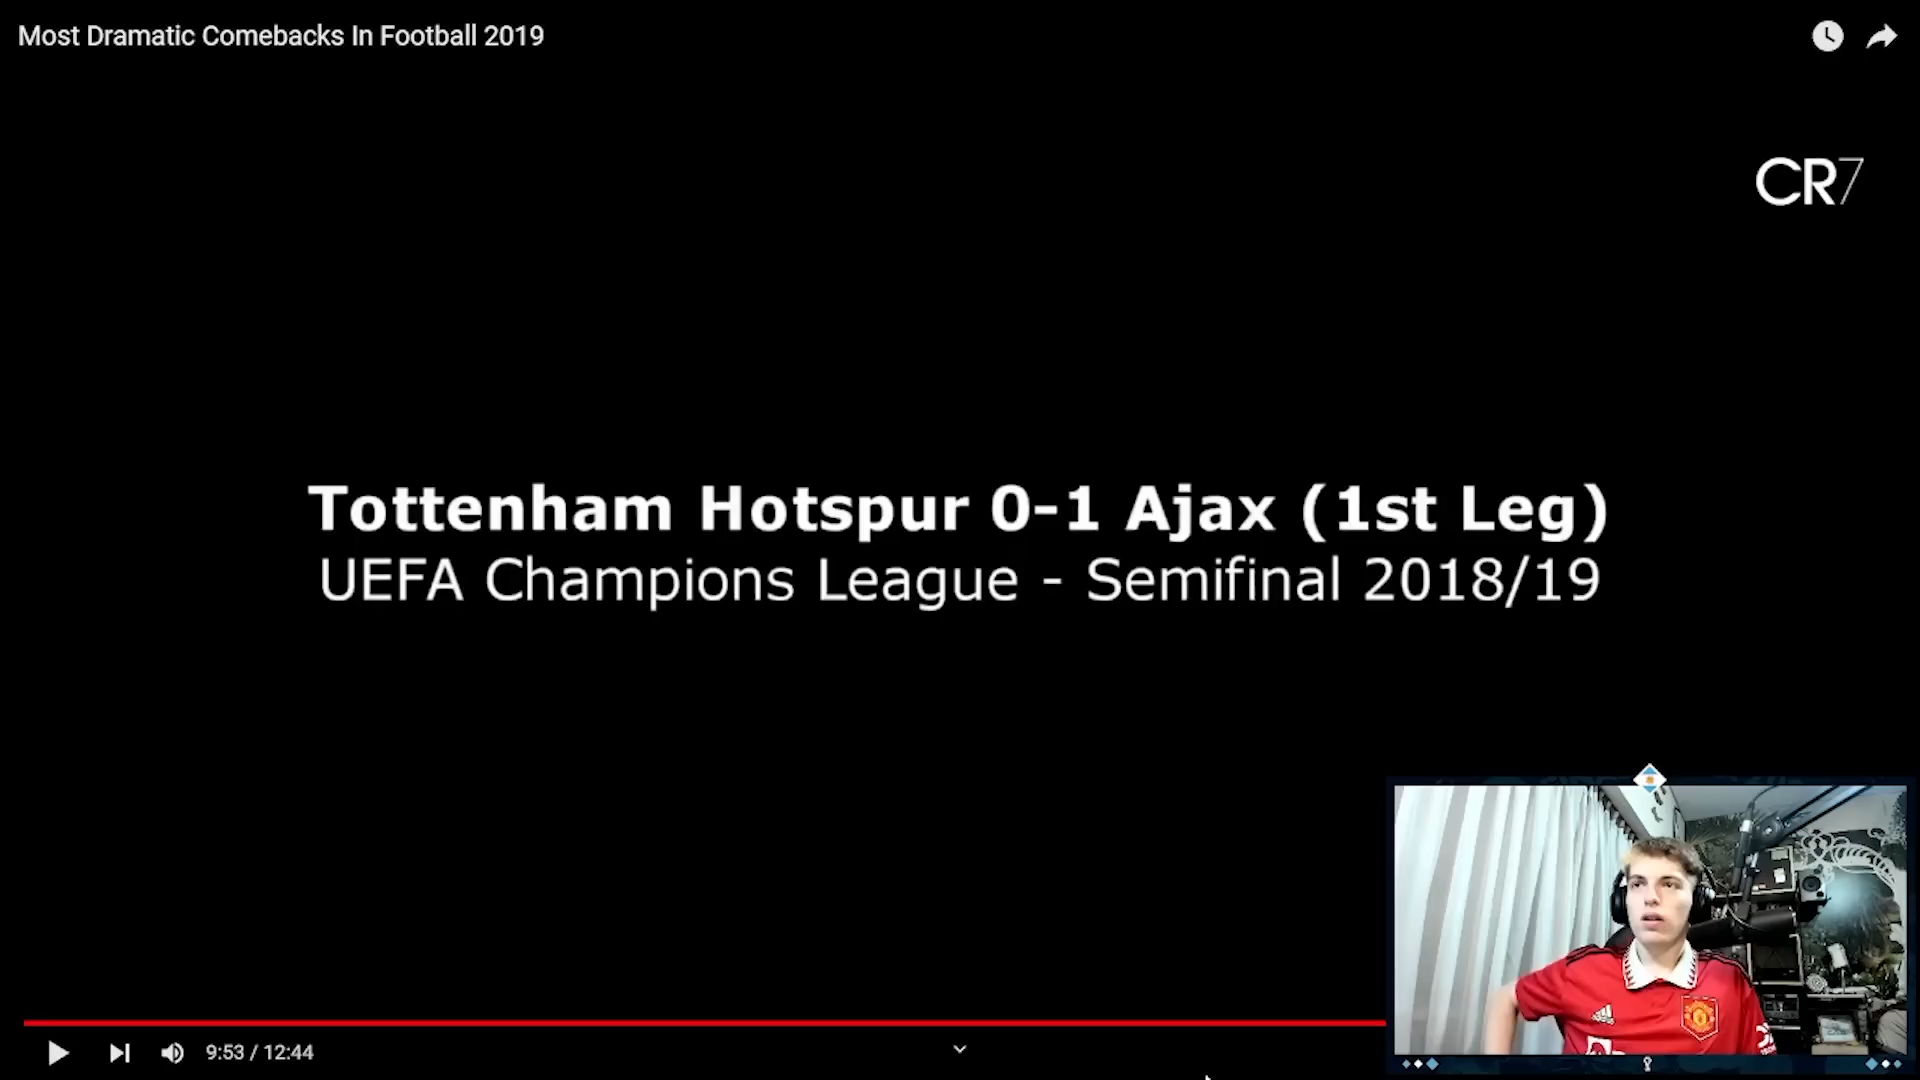 Most Dramatic Comebacks In Football 2019
CR7
Tottenham Hotspur 0-1 Ajax (1st Leg)
UEFA Champions League - Semifinal 2018/19
9:53 / 12:44